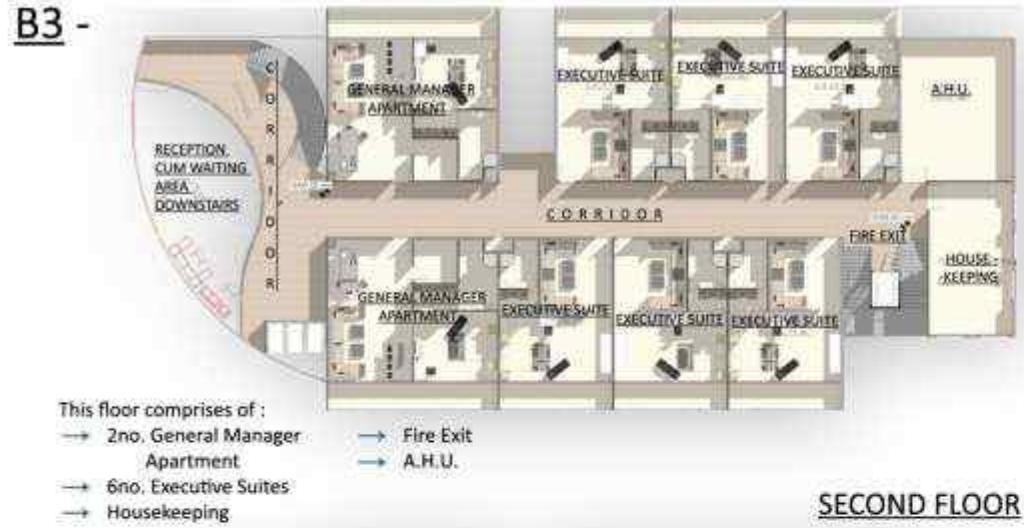 B3 -
RECEPTION
CUM WAITING
AREA
DOWNSTAIRS
CORRIDOR
GENERAL MANAGER
APARTMENT
EXECUTIVE SUITE
EXECUTIVE SUITE
EXECUTIVE SUITE
A.H.U.
CORRIDOR
FIRE EXIT
HOUSE -
-KEEPING
GENERAL MANAGER
APARTMENT
EXECUTIVE SUITE
EXECUTIVE SUITE
EXECUTIVE SUITE
This floor comprises of :
→ 2no. General Manager
Apartment
→ 6no. Executive Suites
→ Housekeeping
→ Fire Exit
→ A.H.U.
SECOND FLOOR